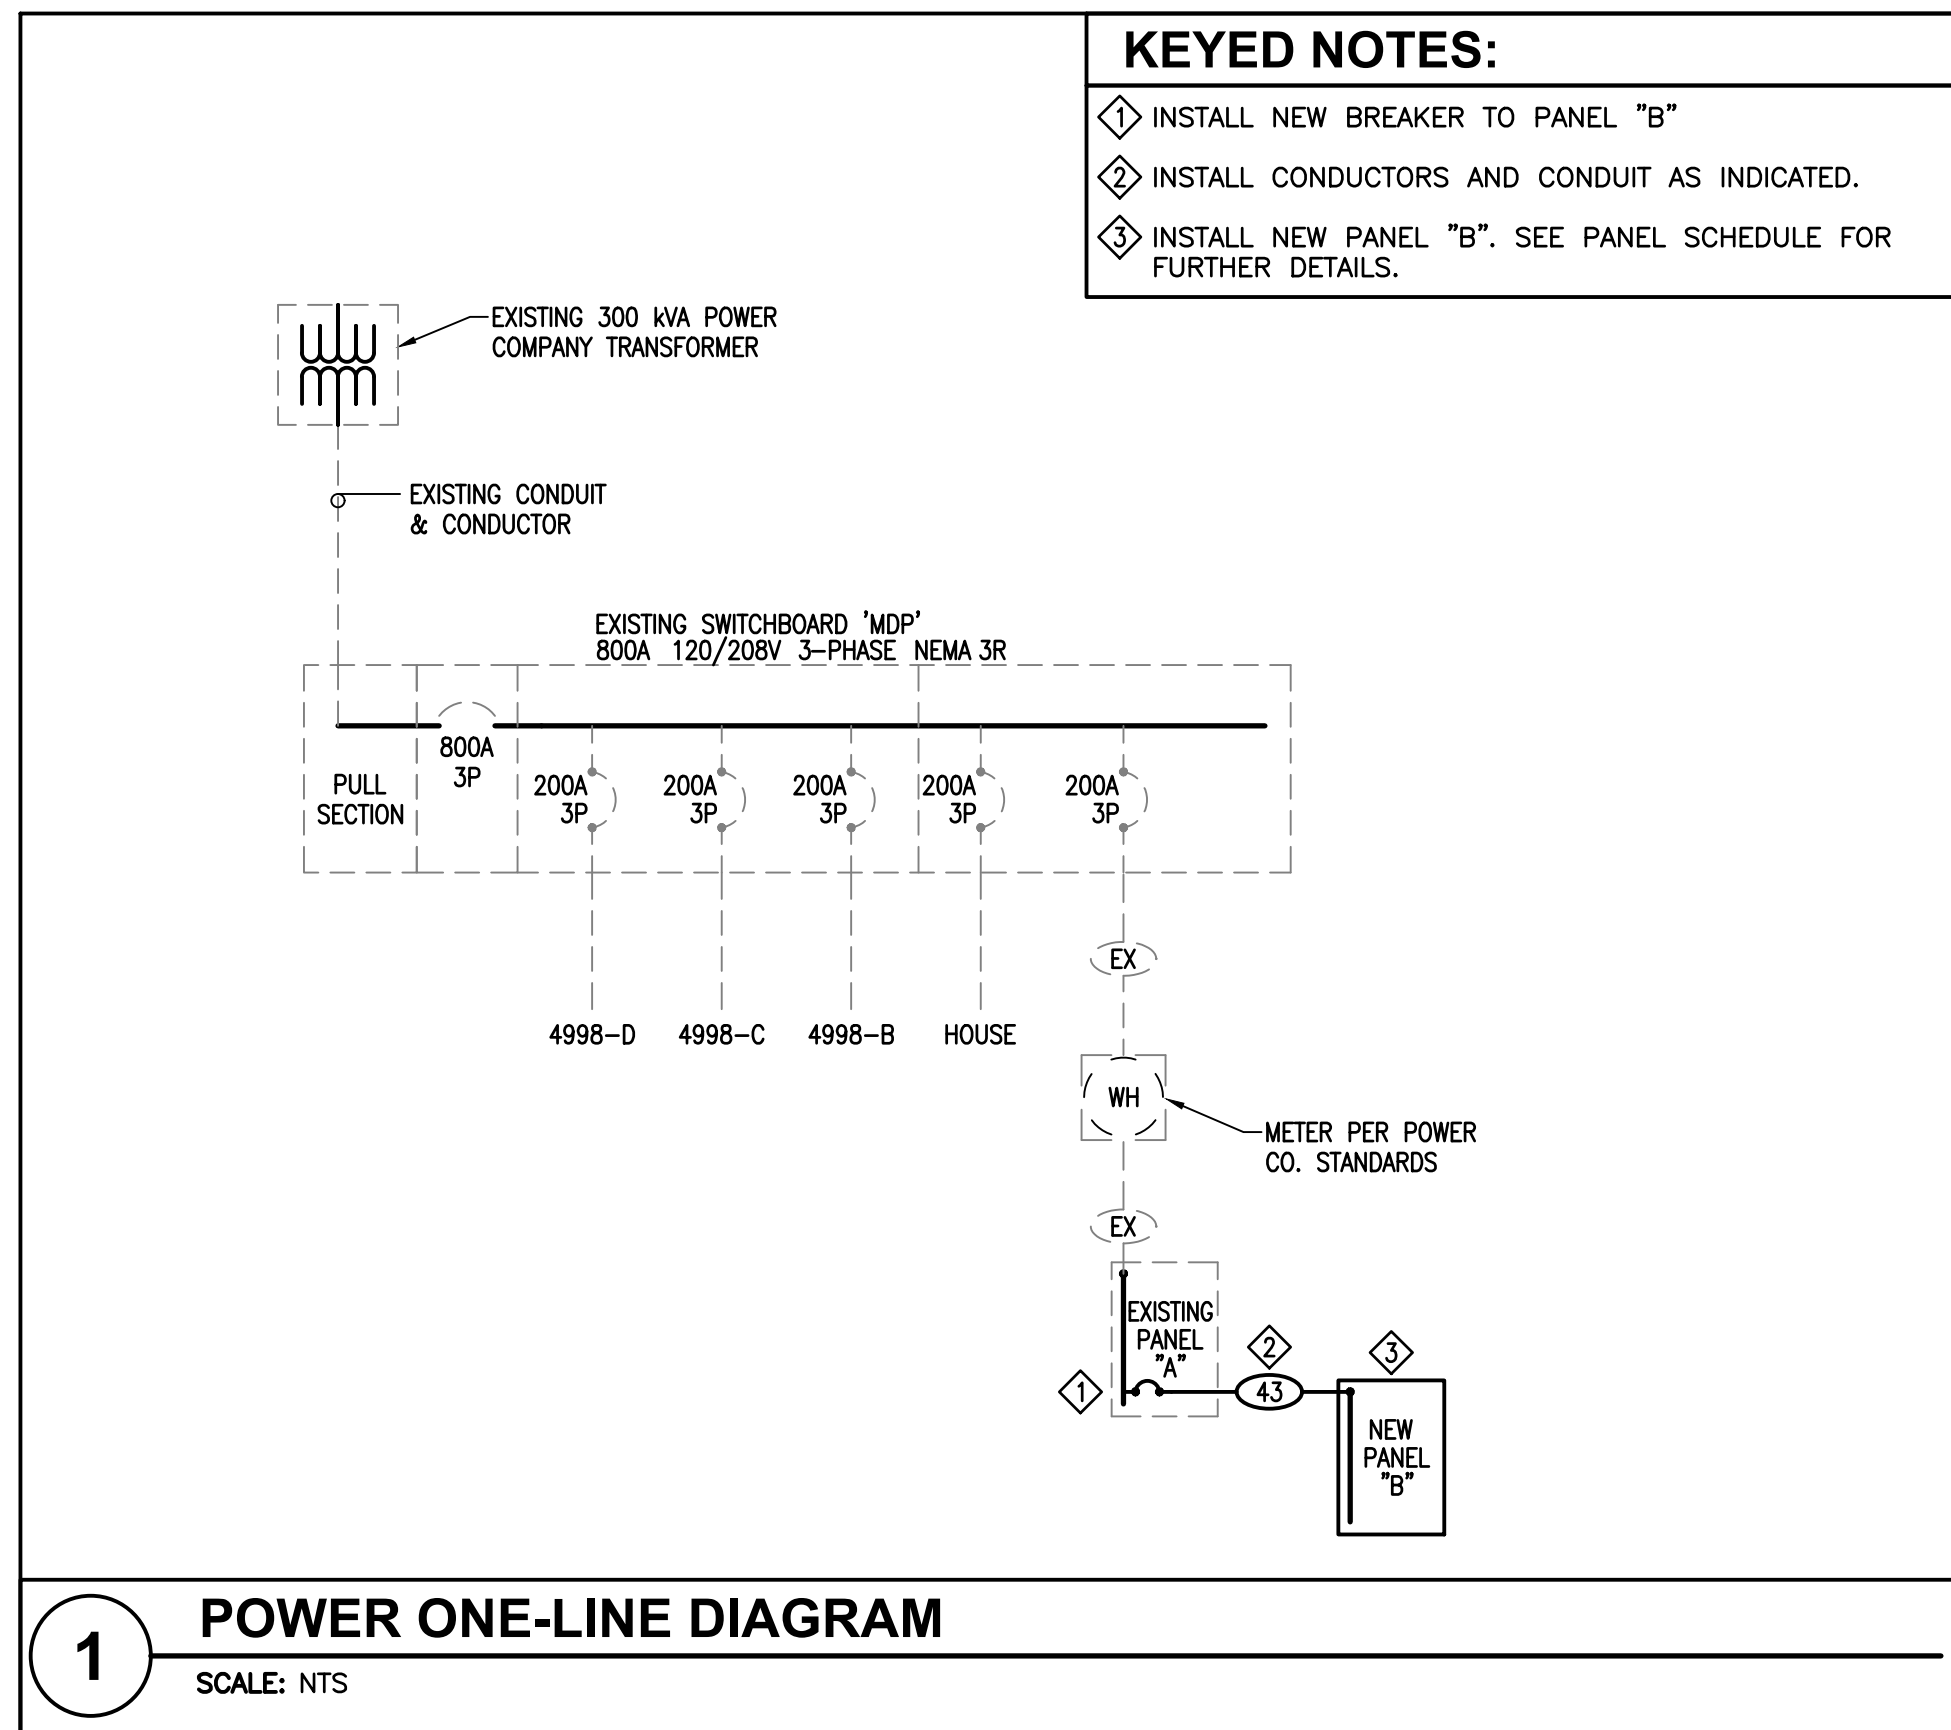 KEYED NOTES:
1 INSTALL NEW BREAKER TO PANEL "B"
2 INSTALL CONDUCTORS AND CONDUIT AS INDICATED.
3 INSTALL NEW PANEL "B". SEE PANEL SCHEDULE FOR
FURTHER DETAILS.
EXISTING 300 kVA POWER
COMPANY TRANSFORMER
EXISTING CONDUIT
& CONDUCTOR
EXISTING SWITCHBOARD 'MDP'
800A 120/208V 3-PHASE NEMA 3R
PULL
SECTION
800A
3P
200A
3P
200A
3P
200A
3P
200A
3P
200A
3P
4998-D
4998-C
4998-B
HOUSE
EX
WH
METER PER POWER
CO. STANDARDS
EX
EXISTING
PANEL
"A"
1
2
43
3
NEW
PANEL
"B"
1
POWER ONE-LINE DIAGRAM
SCALE: NTS